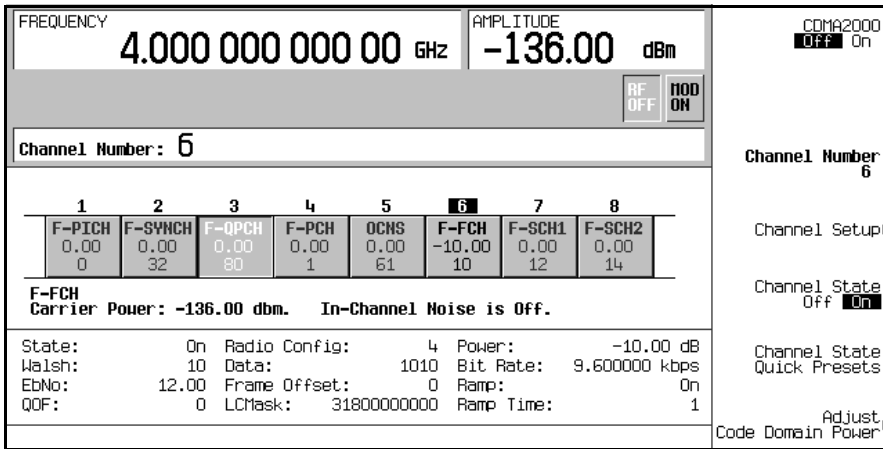 FREQUENCY
4.000 000 000 00 GHz
AMPLITUDE
-136.00 dBm
RF OFF
MOD ON
Channel Number: 6
1 2 3 4 5 6 7 8
F-PICH F-SYNCH F-QPCH F-PCH OCNS F-FCH F-SCH1 F-SCH2
0.00 0.00 0.00 0.00 0.00 -10.00 0.00 0.00
0 32 80 1 61 10 12 14
F-FCH
Carrier Power: -136.00 dbm. In-Channel Noise is Off.
State: On Radio Config: 4 Power: -10.00 dB
Walsh: 10 Data: 1010 Bit Rate: 9.600000 kbps
EbNo: 12.00 Frame Offset: 0 Ramp: On
QOF: 0 LCMask: 31800000000 Ramp Time: 1
CDMA2000
Off On
Channel Number
6
Channel Setup
Channel State
Off On
Channel State
Quick Presets
Adjust
Code Domain Power